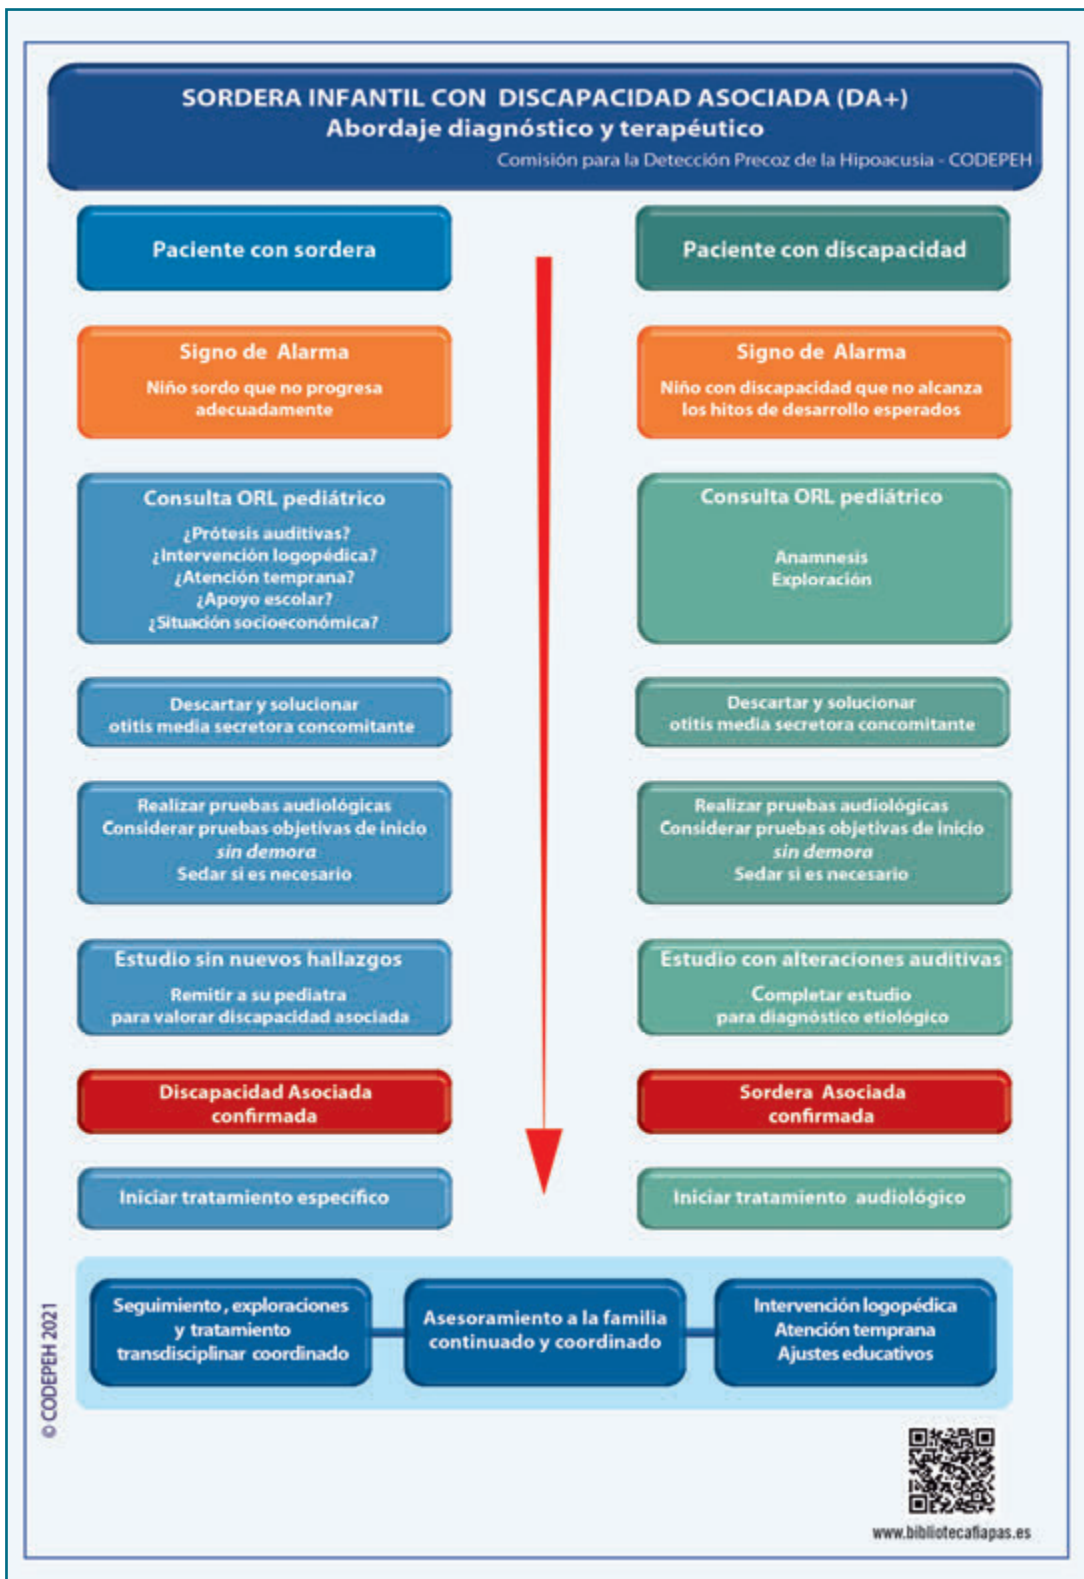 SORDERA INFANTIL CON DISCAPACIDAD ASOCIADA (DA+)
Abordaje diagnóstico y terapéutico
Comisión para la Detección Precoz de la Hipoacusia - CODEPEH
Paciente con sordera
Signo de Alarma
Niño sordo que no progresa
adecuadamente
Consulta ORL pediátrico
¿Prótesis auditivas?
¿Intervención logopédica?
¿Atención temprana?
¿Apoyo escolar?
¿Situación socioeconómica?
Descartar y solucionar
otitis media secretora concomitante
Realizar pruebas audiológicas
Considerar pruebas objetivas de inicio
sin demora
Sedar si es necesario
Estudio sin nuevos hallazgos
Remitir a su pediatra
para valorar discapacidad asociada
Discapacidad Asociada
confirmada
Iniciar tratamiento específico
Paciente con discapacidad
Signo de Alarma
Niño con discapacidad que no alcanza
los hitos de desarrollo esperados
Consulta ORL pediátrico
Anamnesis
Exploración
Descartar y solucionar
otitis media secretora concomitante
Realizar pruebas audiológicas
Considerar pruebas objetivas de inicio
sin demora
Sedar si es necesario
Estudio con alteraciones auditivas
Completar estudio
para diagnóstico etiológico
Sordera Asociada
confirmada
Iniciar tratamiento audiológico
Seguimiento, exploraciones
y tratamiento
transdisciplinar coordinado
Asesoramiento a la familia
continuado y coordinado
Intervención logopédica
Atención temprana
Ajustes educativos
© CODEPEH 2021
www.bibliotecafiapas.es